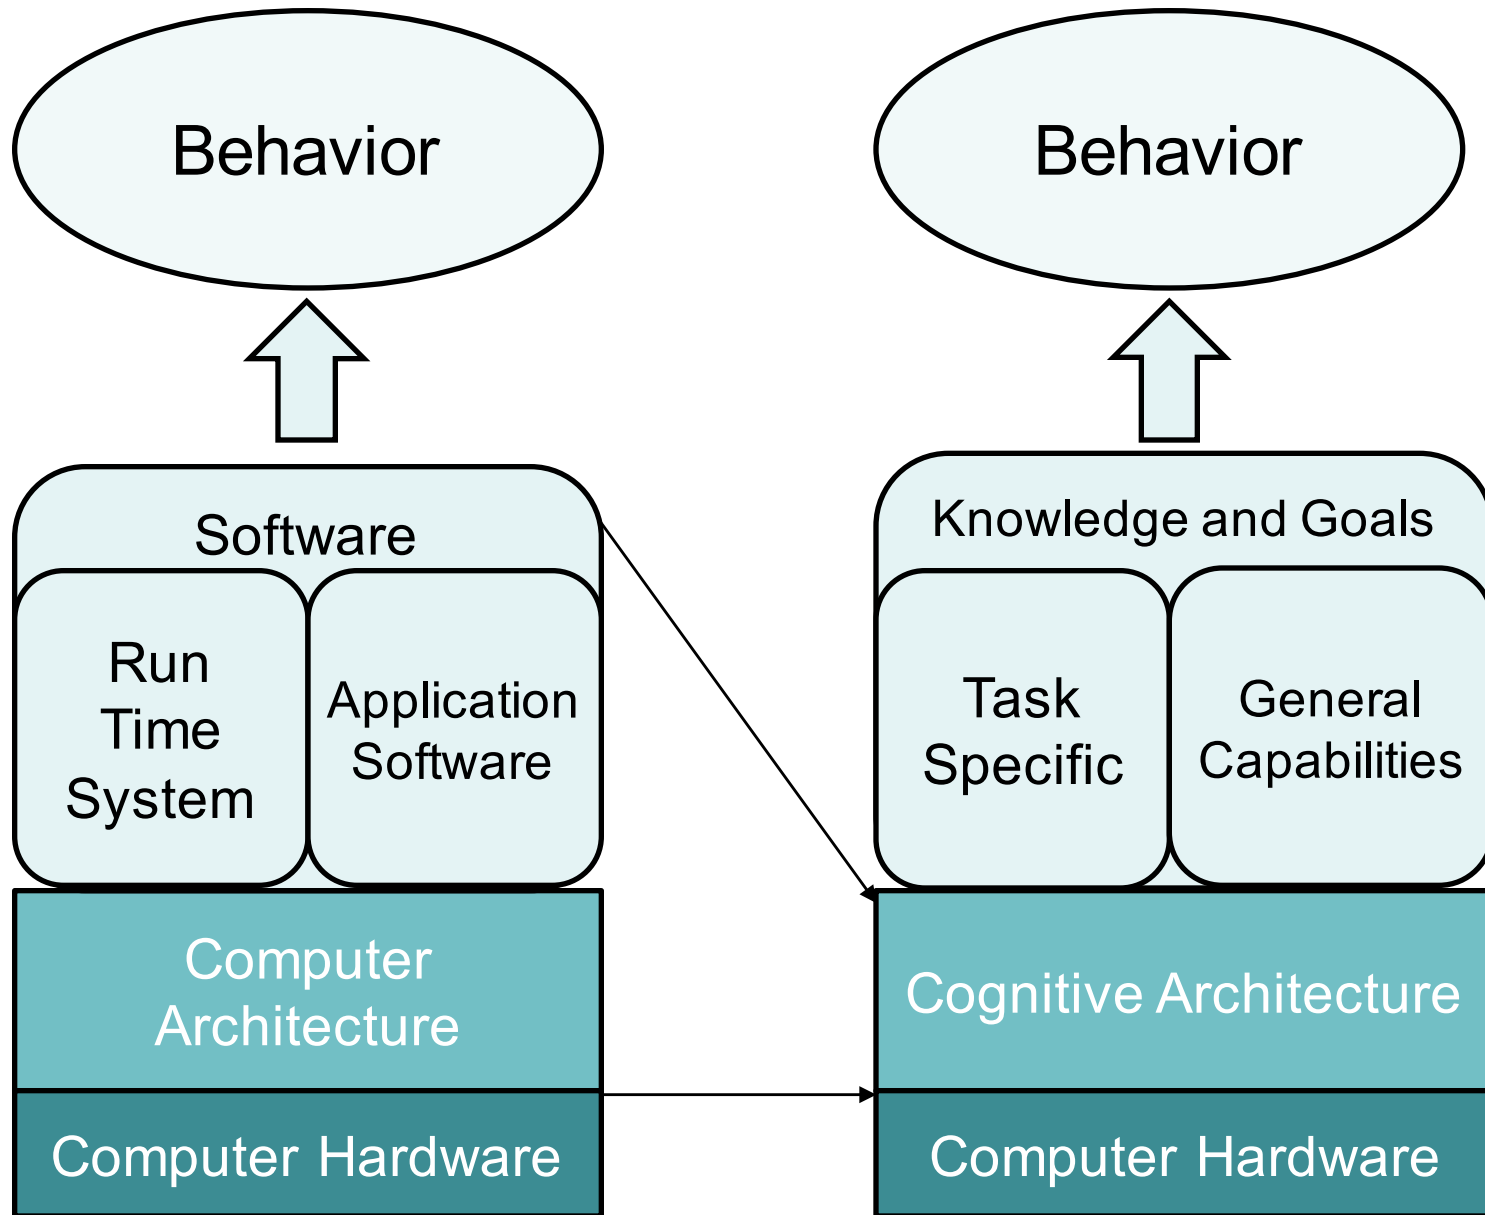 Behavior
Software
Run
Time
System
Application
Software
Computer
Architecture
Computer Hardware
Behavior
Knowledge and Goals
Task
Specific
General
Capabilities
Cognitive Architecture
Computer Hardware